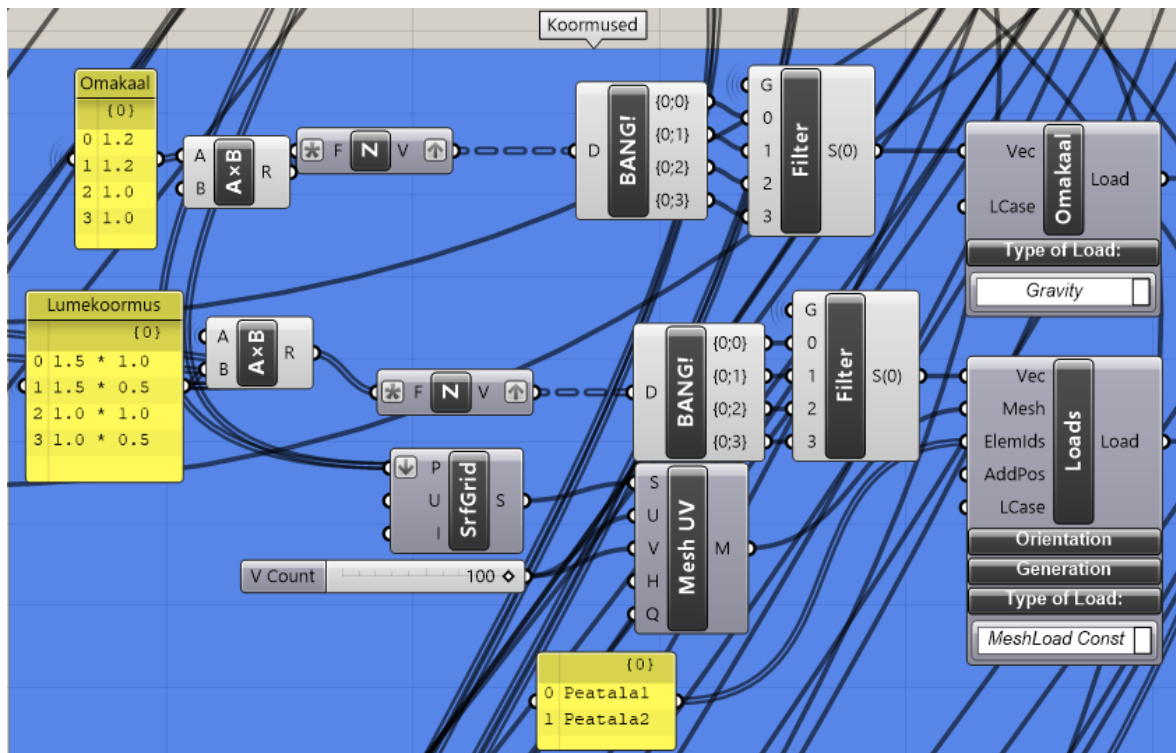 Koormused
Omakaal
{0}
0 1.2
1 1.2
2 1.0
3 1.0
A
B
A×B
R
F
Z
V
D
BANG!
{0;0}
{0;1}
{0;2}
{0;3}
G
0
1
2
3
Filter
S(0)
Vec
LCase
Omakaal
Load
Type of Load:
Gravity
Lumekoormus
{0}
0 1.5 * 1.0
1 1.5 * 0.5
2 1.0 * 1.0
3 1.0 * 0.5
A
B
A×B
R
F
Z
V
D
BANG!
{0;0}
{0;1}
{0;2}
{0;3}
G
0
1
2
3
Filter
S(0)
Vec
Mesh
ElemIds
AddPos
LCase
Loads
Load
Orientation
Generation
Type of Load:
MeshLoad Const
P
U
I
SrfGrid
S
V Count
100
S
U
V
H
Q
Mesh UV
M
{0}
0 Peatala1
1 Peatala2